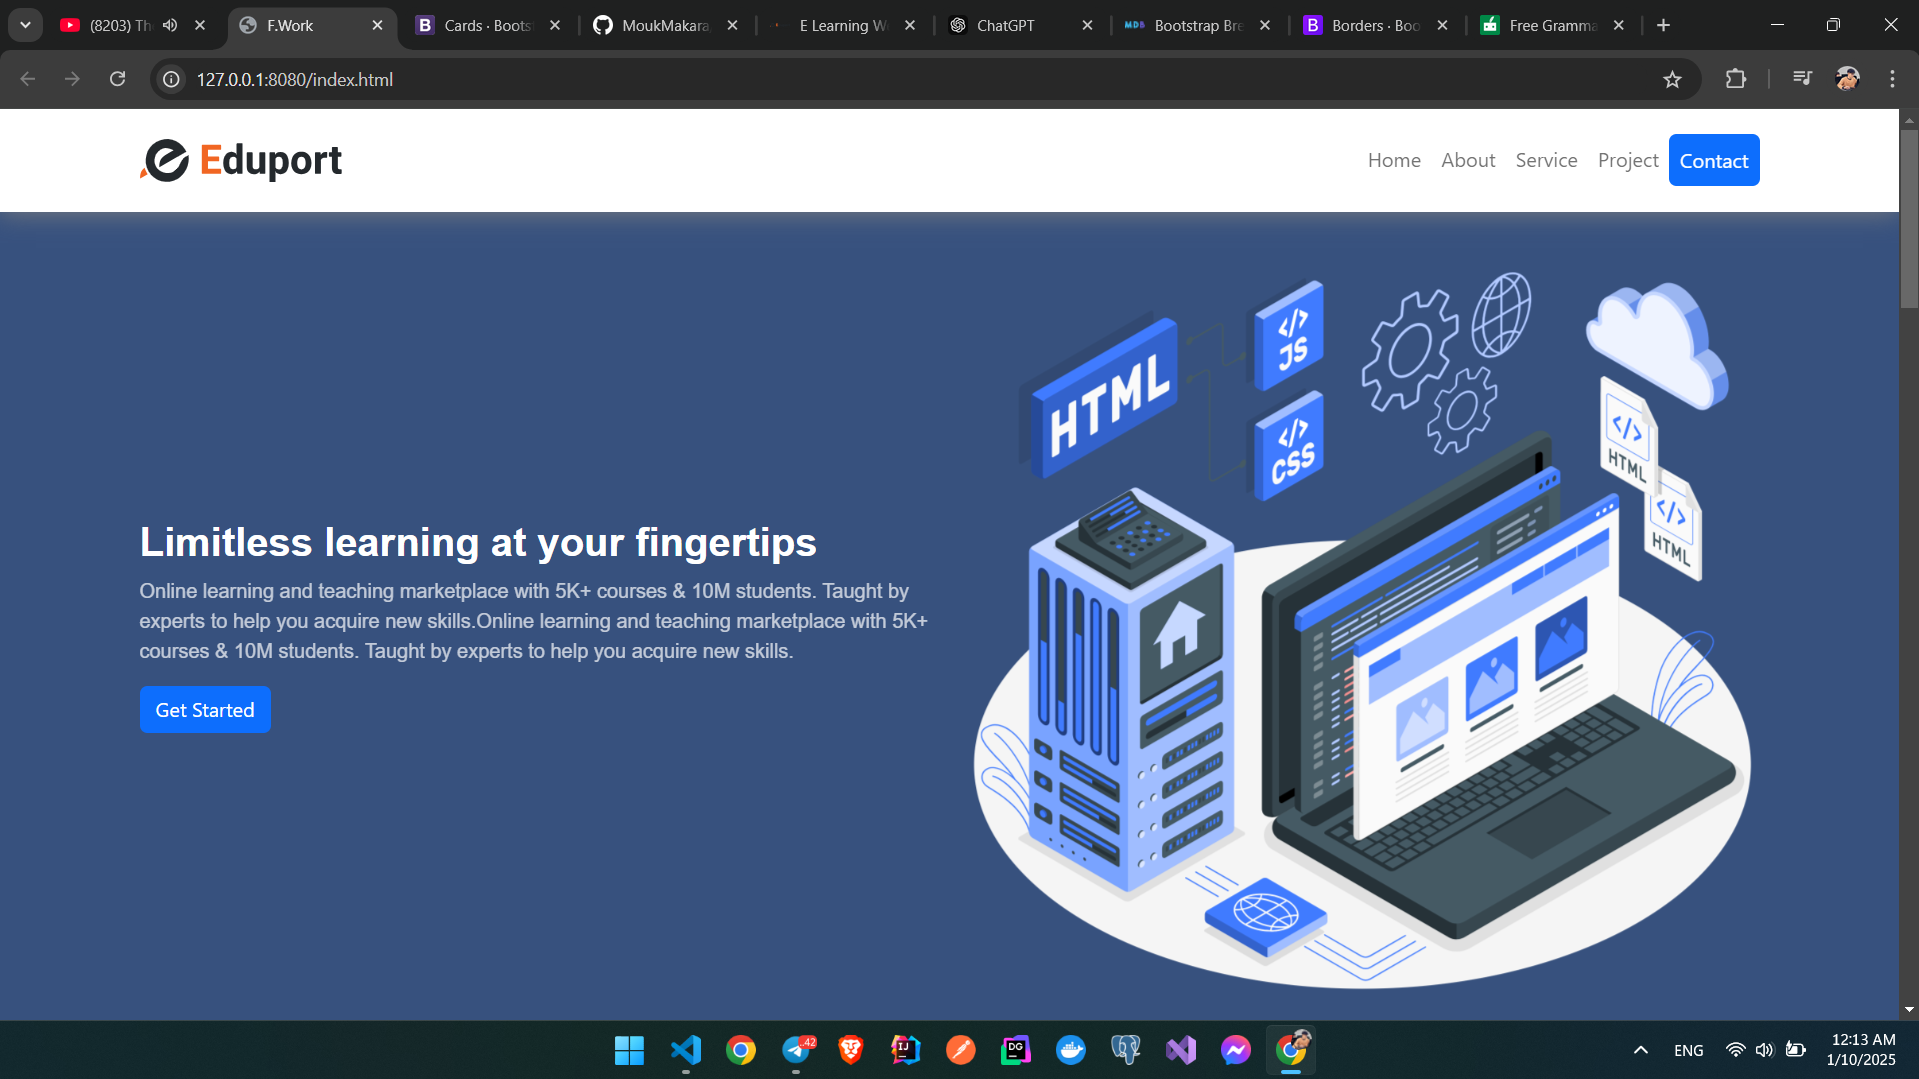 (8203) Th
F.Work
Cards · Boots
MoukMakara
E Learning We
ChatGPT
MDB
Bootstrap Bre
Borders · Boo
Free Gramma
127.0.0.1:8080/index.html
Eduport
Home
About
Service
Project
Contact
HTML
</>
JS
</>
CSS
</>
HTML
</>
HTML
Limitless learning at your fingertips
Online learning and teaching marketplace with 5K+ courses & 10M students. Taught by
experts to help you acquire new skills.Online learning and teaching marketplace with 5K+
courses & 10M students. Taught by experts to help you acquire new skills.
Get Started
42
IJ
DG
ENG
12:13 AM
1/10/2025